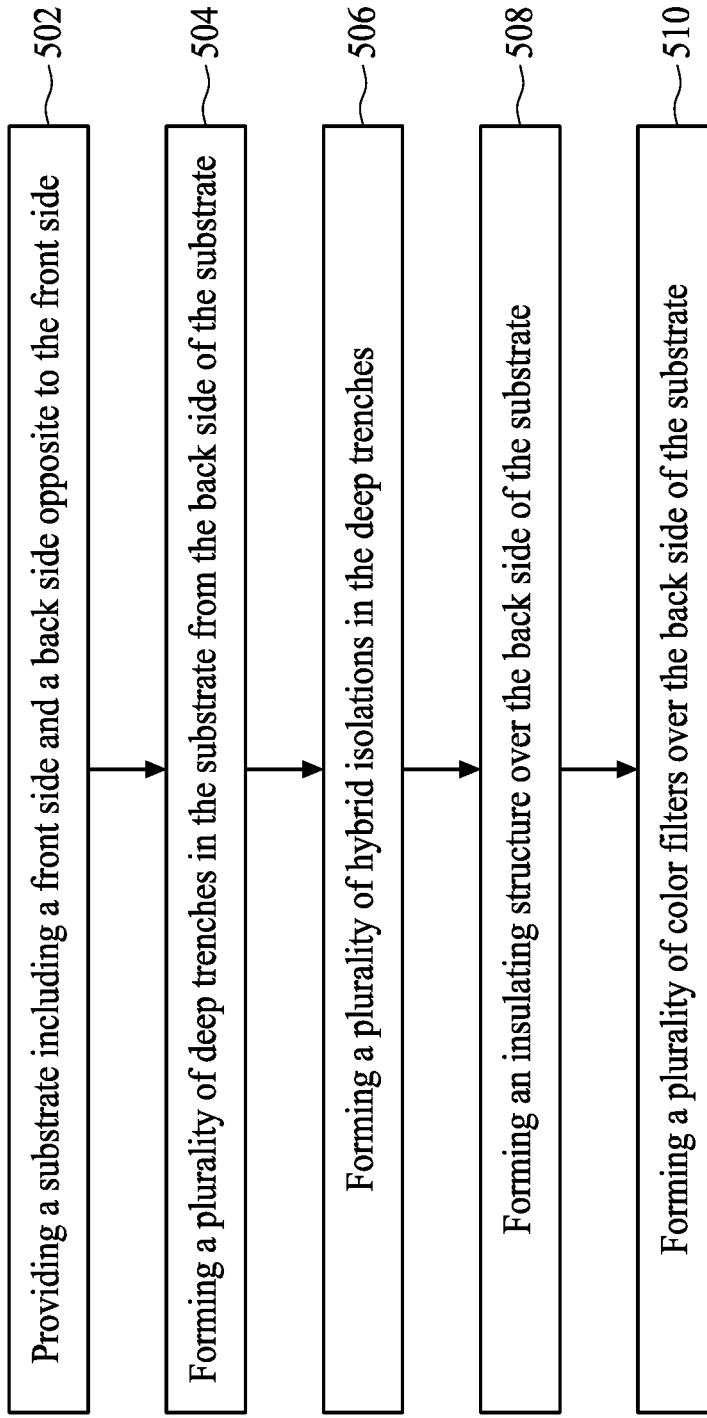 Providing a substrate including a front side and a back side opposite to the front side
502
Forming a plurality of deep trenches in the substrate from the back side of the substrate
504
Forming a plurality of hybrid isolations in the deep trenches
506
Forming an insulating structure over the back side of the substrate
508
Forming a plurality of color filters over the back side of the substrate
510